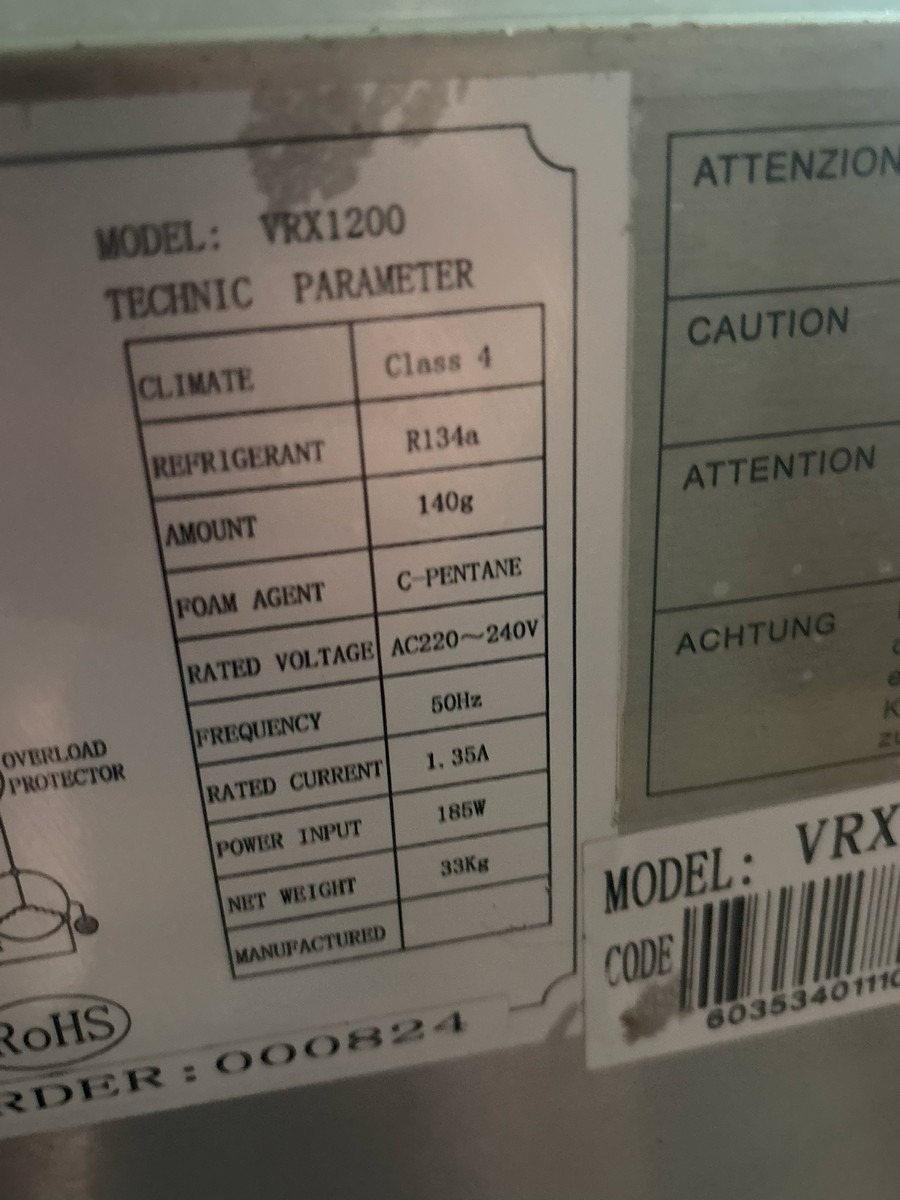 MODEL: VRX1200
TECHNIC PARAMETER
CLIMATE Class 4
REFRIGERANT R134a
AMOUNT 140g
FOAM AGENT C-PENTANE
RATED VOLTAGE AC220~240V
FREQUENCY 50Hz
RATED CURRENT 1.35A
POWER INPUT 185W
NET WEIGHT 33Kg
MANUFACTURED
OVERLOAD
PROTECTOR
RoHS
RDER:000824
ATTENZION
CAUTION
ATTENTION
ACHTUNG
MODEL: VRX
CODE
6035340111